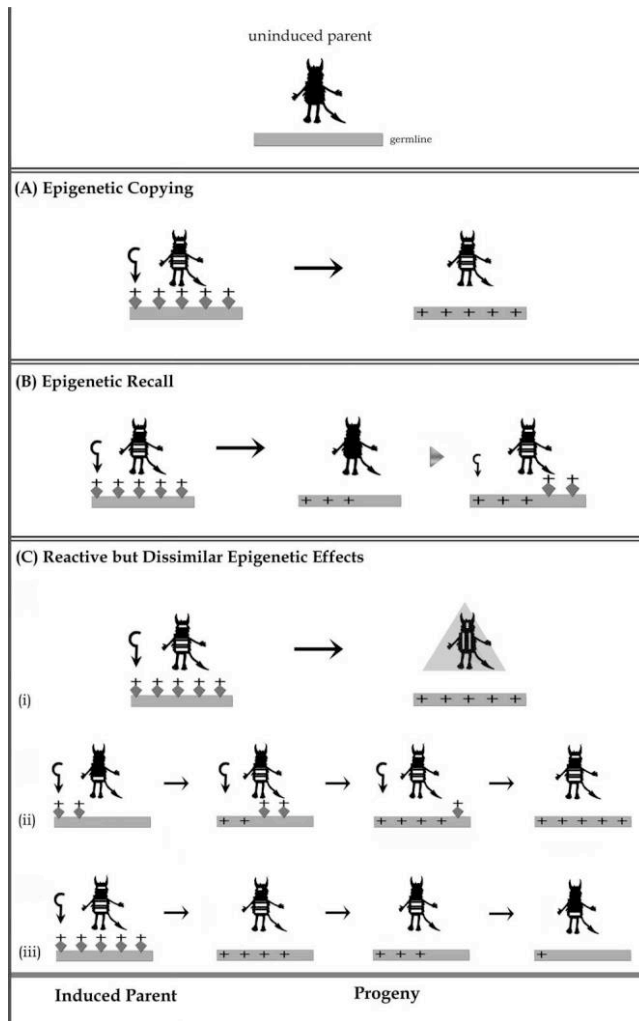 uninduced parent
germline
(A) Epigenetic Copying
+ + + + +
+ + + + +
(B) Epigenetic Recall
+ + + + +
+ + +
+ + + + +
(C) Reactive but Dissimilar Epigenetic Effects
+ + + + +
(i) + + + + +
+ + + + +
(ii) + + + + + + + + + + +
+ + + + +
(iii) + + + + + + + +
Induced Parent Progeny